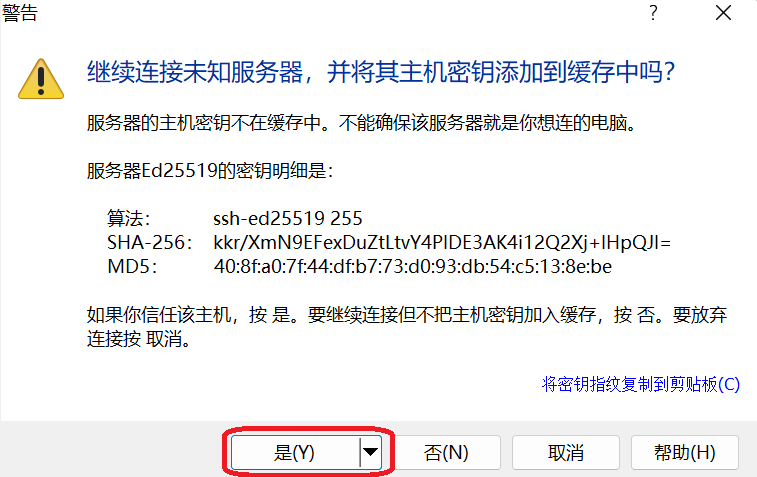 警告
?
继续连接未知服务器，并将其主机密钥添加到缓存中吗?
服务器的主机密钥不在缓存中。不能确保该服务器就是你想连的电脑。
服务器Ed25519的密钥明细是:
算法: ssh-ed25519 255
SHA-256: kkr/XmN9EFexDuZtLtvY4PIDE3AK4i12Q2Xj+IHpQJI=
MD5: 40:8f:a0:7f:44:df:b7:73:d0:93:db:54:c5:13:8e:be
如果你信任该主机，按 是。要继续连接但不把主机密钥加入缓存，按 否。要放弃
连接按 取消。
将密钥指纹复制到剪贴板(C)
是(Y) 否(N) 取消 帮助(H)